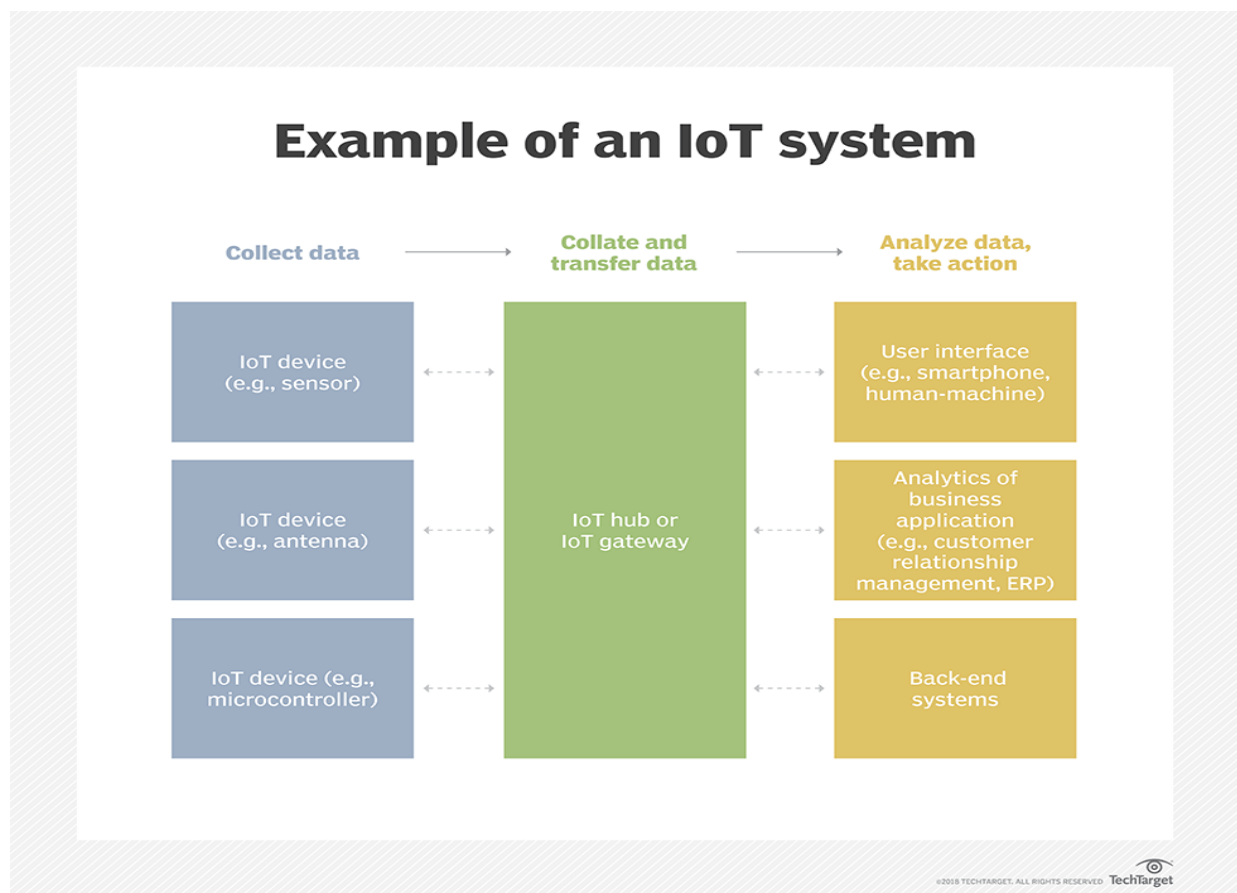 Example of an IoT system
Collect data
Collate and
transfer data
Analyze data,
take action
IoT device
(e.g., sensor)
IoT device
(e.g., antenna)
IoT device (e.g.,
microcontroller)
IoT hub or
IoT gateway
User interface
(e.g., smartphone,
human-machine)
Analytics of
business
application
(e.g., customer
relationship
management, ERP)
Back-end
systems
©2018 TECHTARGET. ALL RIGHTS RESERVED TechTarget